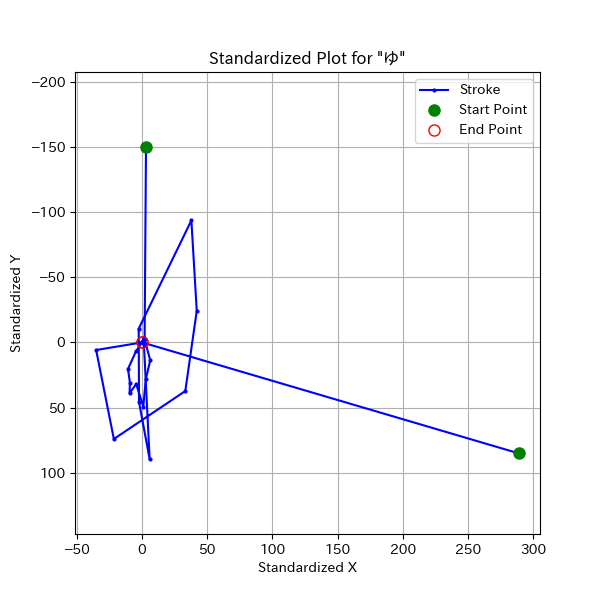 Standardized Plot for "ゆ"
Stroke
Start Point
End Point
Standardized Y
−200
−150
−100
−50
0
50
100
−50 0 50 100 150 200 250 300
Standardized X